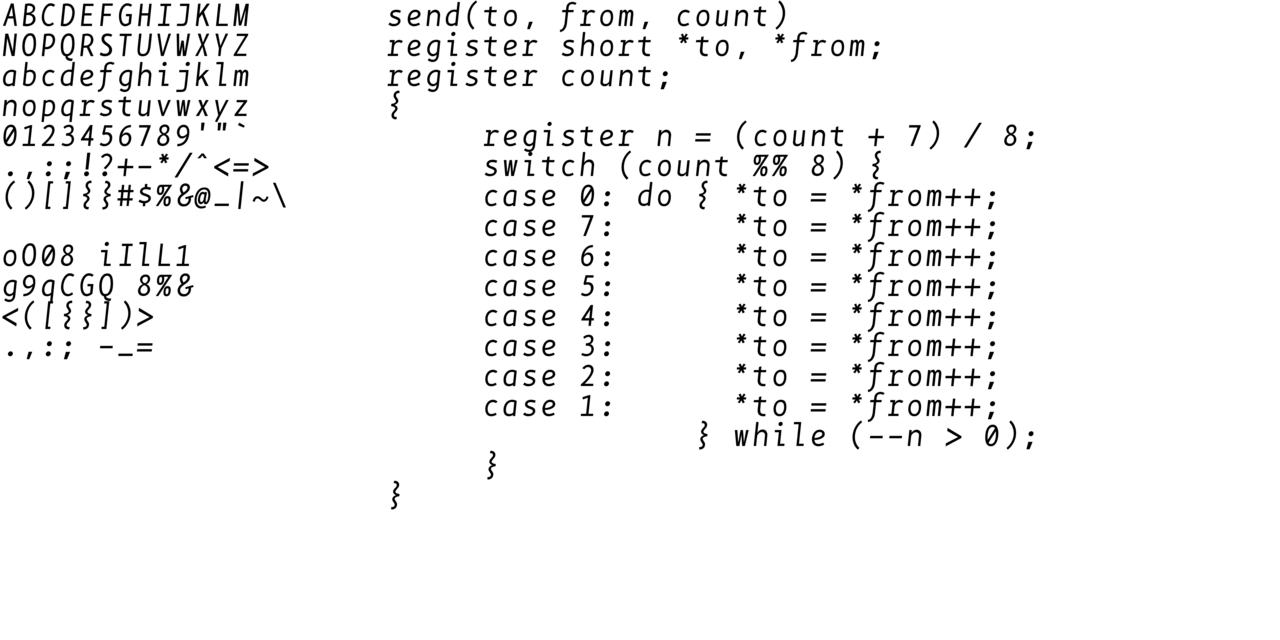 ABCDEFGHIJKLM
NOPQRSTUVWXYZ
abcdefghijklm
nopqrstuvwxyz
0123456789'"`
.,:;!?+-*/^<=>
()[]{}#$%&@_|~\
oO08 iIlL1
g9qCGQ 8%&
<([{}])>
.,:; -_=
send(to, from, count)
register short *to, *from;
register count;
{
     register n = (count + 7) / 8;
     switch (count %% 8) {
     case 0: do { *to = *from++;
     case 7:      *to = *from++;
     case 6:      *to = *from++;
     case 5:      *to = *from++;
     case 4:      *to = *from++;
     case 3:      *to = *from++;
     case 2:      *to = *from++;
     case 1:      *to = *from++;
                } while (--n > 0);
     }
}